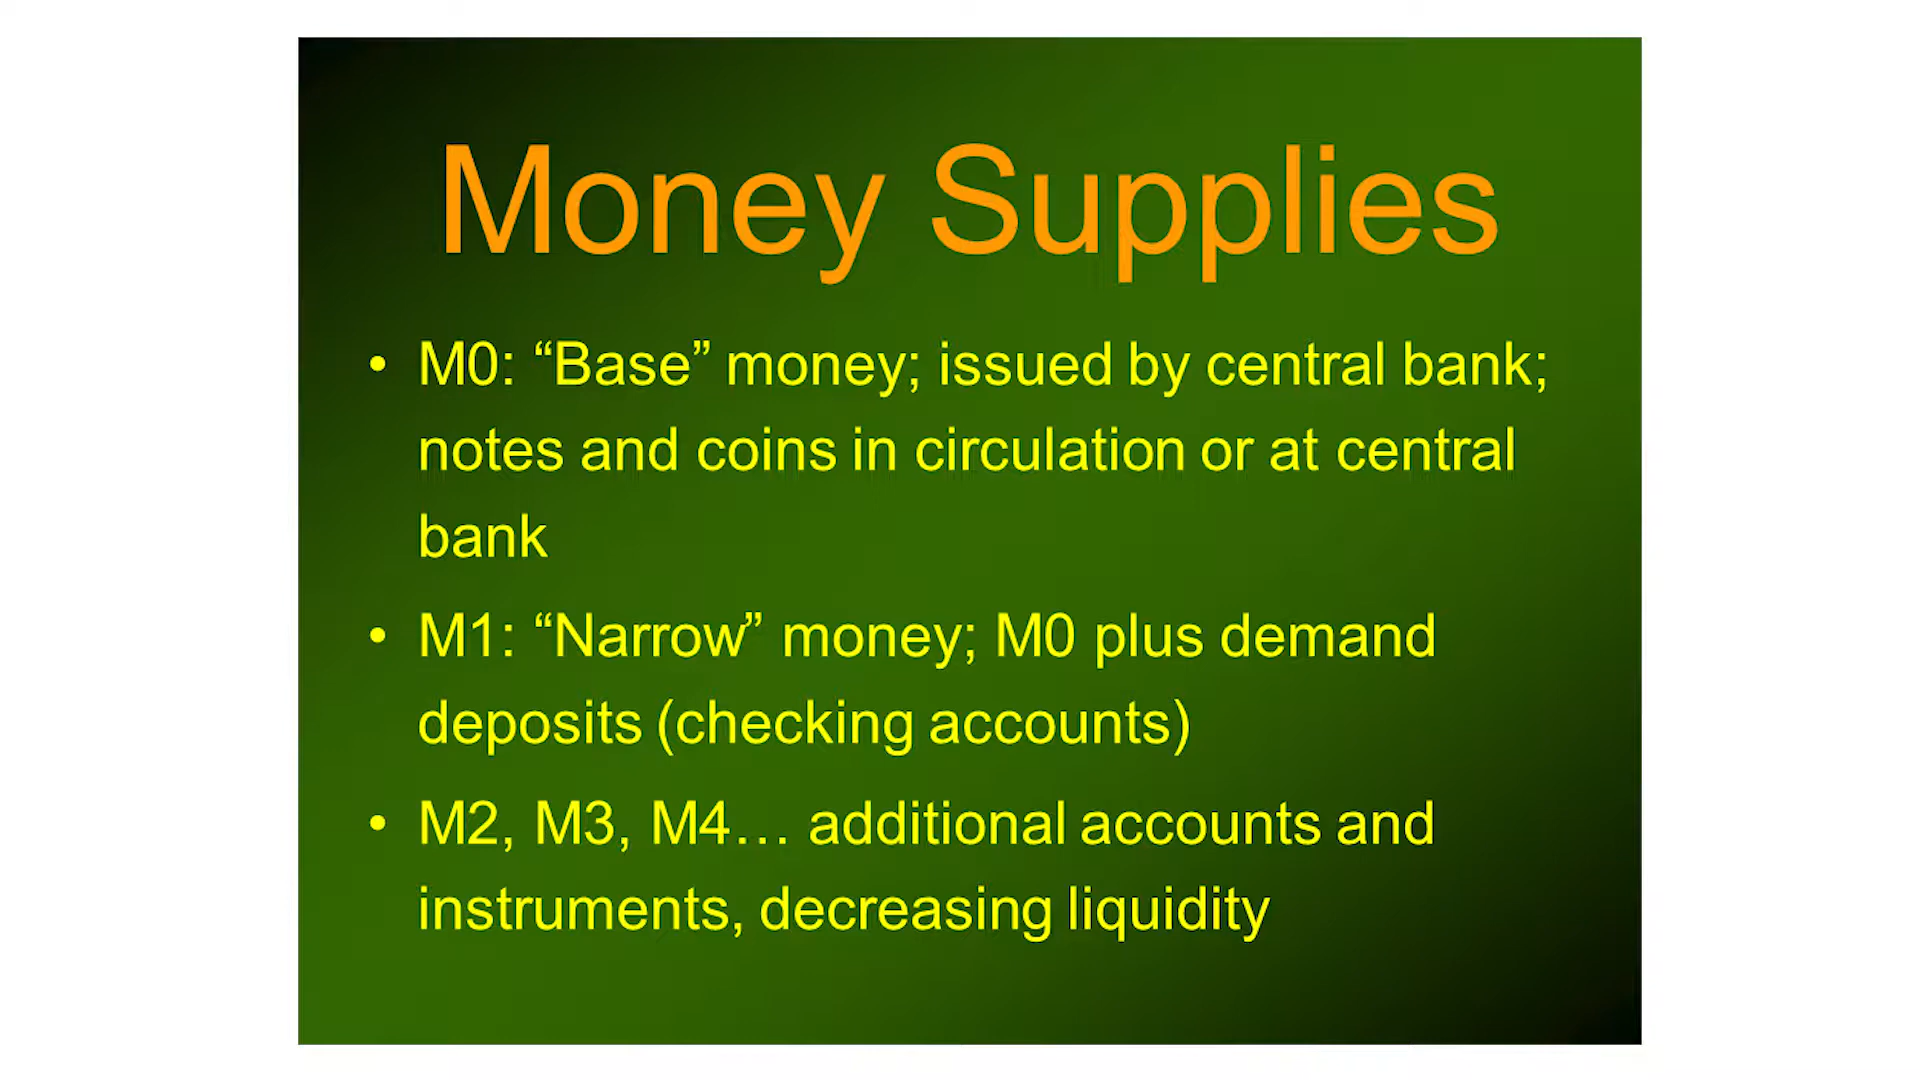 Money Supplies
• M0: “Base” money; issued by central bank;
notes and coins in circulation or at central
bank
• M1: “Narrow” money; M0 plus demand
deposits (checking accounts)
• M2, M3, M4… additional accounts and
instruments, decreasing liquidity